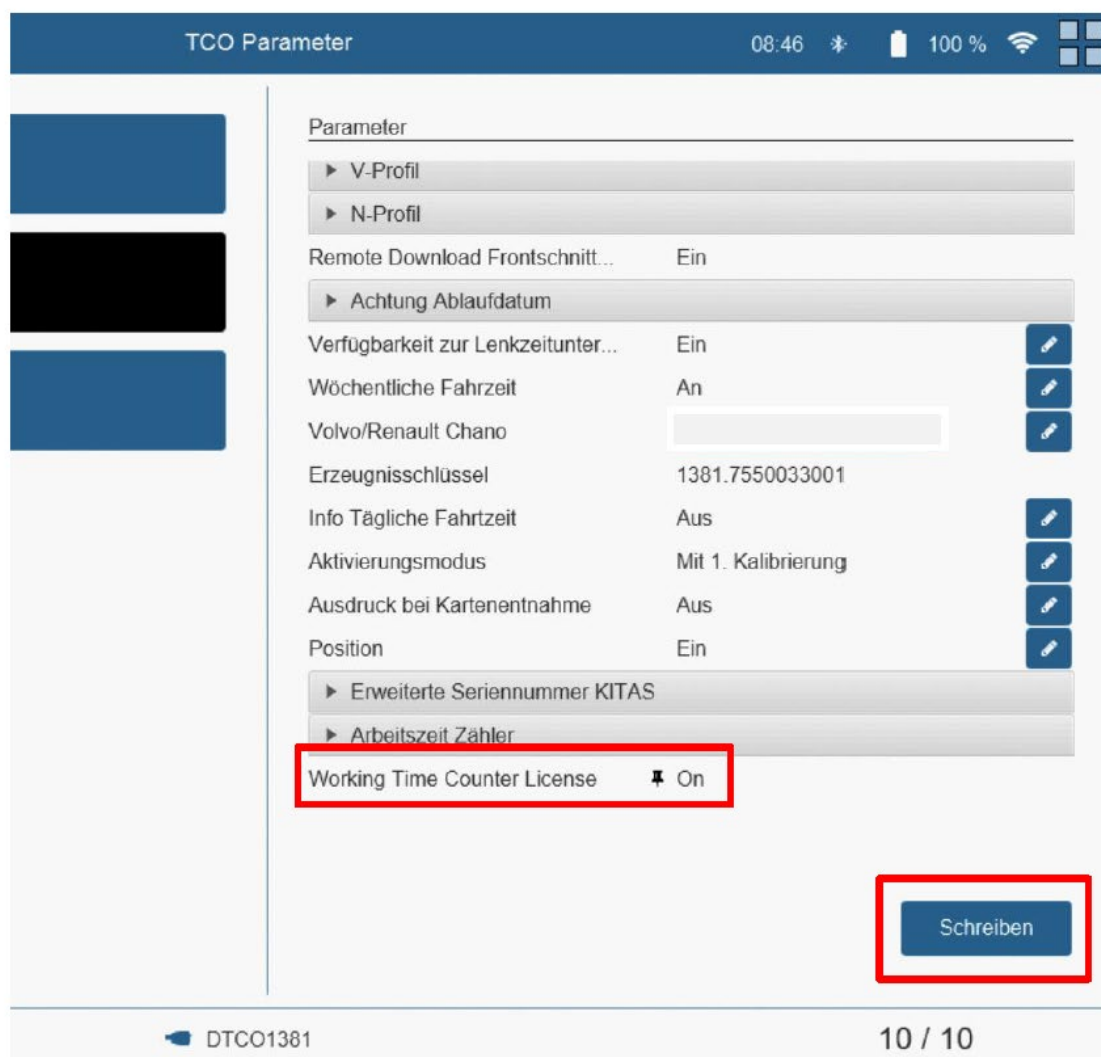 TCO Parameter 08:46 100 %
Parameter
V-Profil
N-Profil
Remote Download Frontschnitt... Ein
Achtung Ablaufdatum
Verfügbarkeit zur Lenkzeitunter... Ein
Wöchentliche Fahrzeit An
Volvo/Renault Chano
Erzeugnisschlüssel 1381.7550033001
Info Tägliche Fahrtzeit Aus
Aktivierungsmodus Mit 1. Kalibrierung
Ausdruck bei Kartenentnahme Aus
Position Ein
Erweiterte Seriennummer KITAS
Arbeitszeit Zähler
Working Time Counter License On
Schreiben
DTCO1381 10 / 10